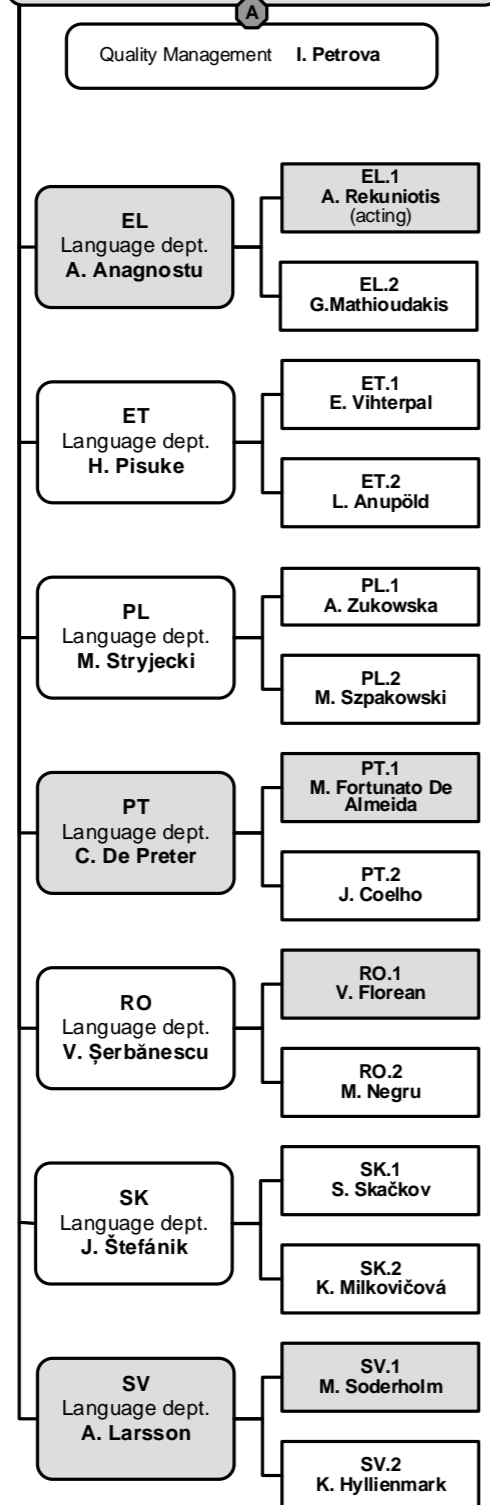 A
Quality Management I. Petrova
EL
Language dept.
A. Anagnostu
EL.1
A. Rekuniotis
(acting)
EL.2
G.Mathioudakis
ET
Language dept.
H. Pisuke
ET.1
E. Vihterpal
ET.2
L. Anupöld
PL
Language dept.
M. Stryjecki
PL.1
A. Zukowska
PL.2
M. Szpakowski
PT
Language dept.
C. De Preter
PT.1
M. Fortunato De
Almeida
PT.2
J. Coelho
RO
Language dept.
V. Șerbănescu
RO.1
V. Florean
RO.2
M. Negru
SK
Language dept.
J. Štefánik
SK.1
S. Skačkov
SK.2
K. Milkovičová
SV
Language dept.
A. Larsson
SV.1
M. Soderholm
SV.2
K. Hyllienmark